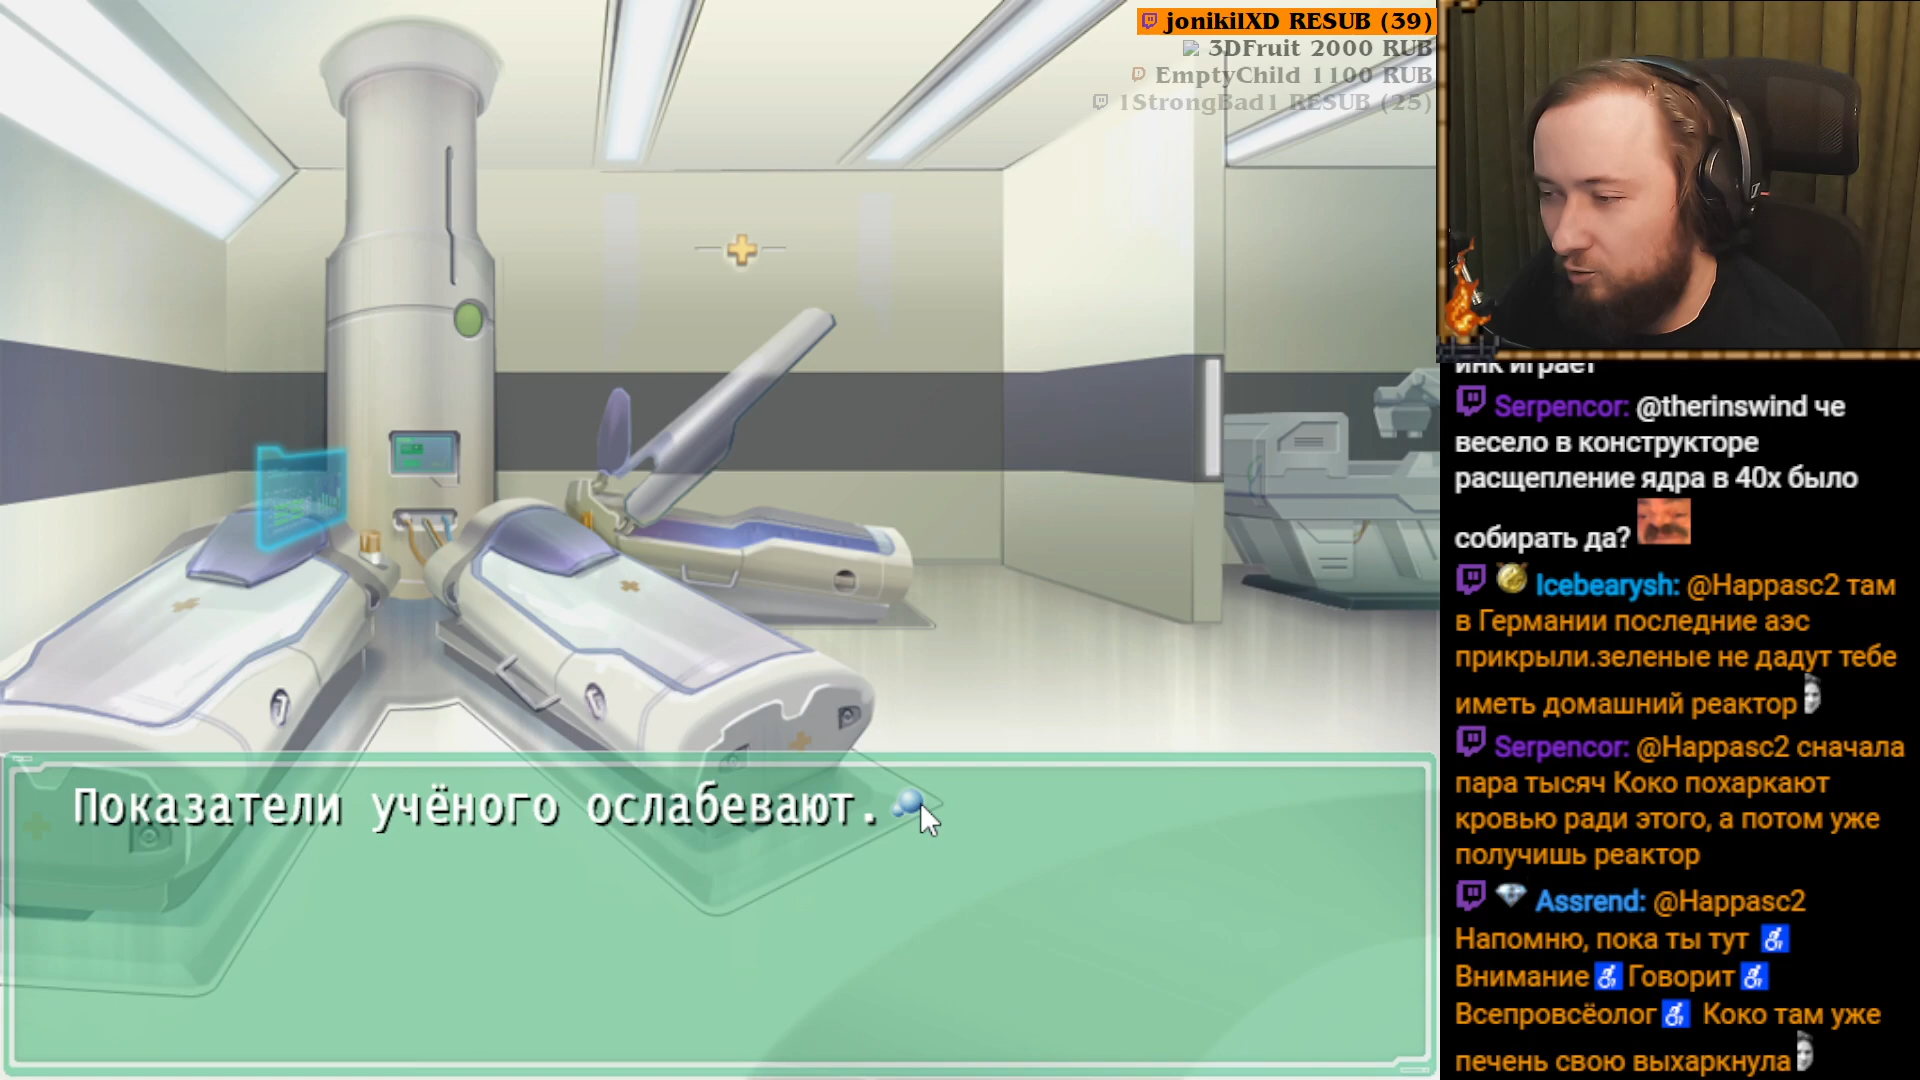 jonikilXD RESUB (39)
3DFruit 2000 RUB
EmptyChild 1100 RUB
1StrongBad1 RESUB (25)
инк играет
Serpencor: @therinswind че
весело в конструкторе
расщепление ядра в 40х было
собирать да?
Icebearysh: @Happasc2 там
в Германии последние аэс
прикрыли.зеленые не дадут тебе
иметь домашний реактор
Serpencor: @Happasc2 сначала
пара тысяч Коко похаркают
кровью ради этого, а потом уже
получишь реактор
Assrend: @Happasc2
Напомню, пока ты тут
Внимание Говорит
Всепровсёолог Коко там уже
печень свою выхаркнула
Показатели учёного ослабевают.